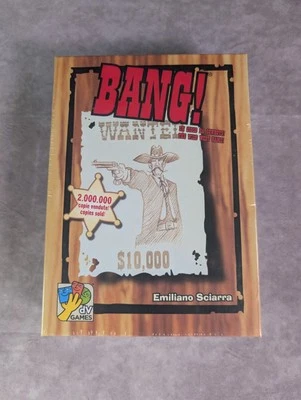 BANG!
WANTED
2.000.000
copie vendute!
copies sold!
$10,000
Emiliano Sciarra
dV
GAMES